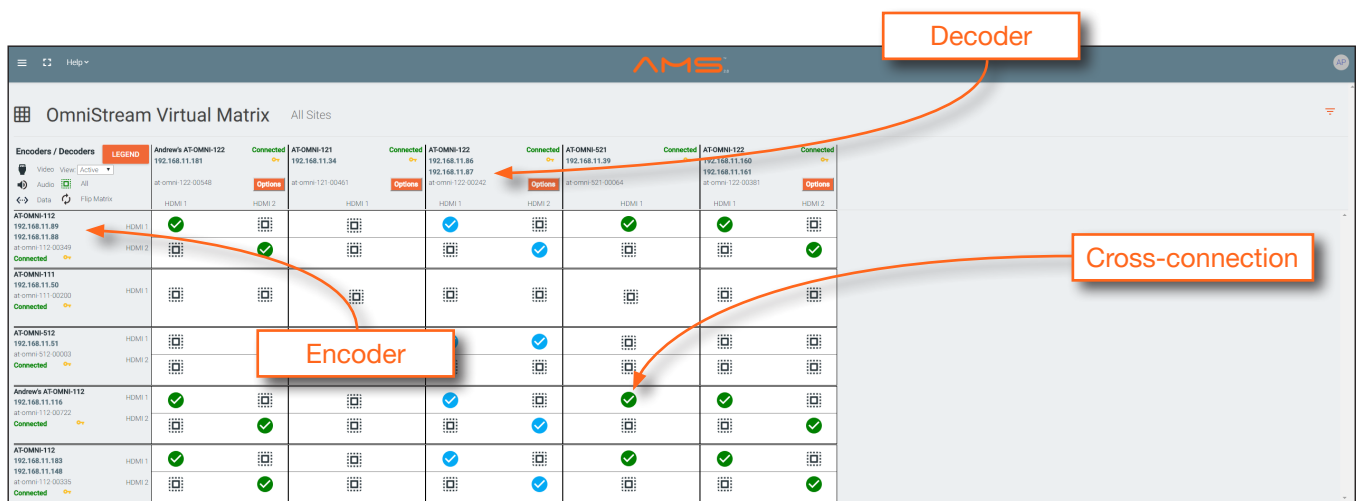 Decoder
Help
AMS
AP
OmniStream Virtual Matrix All Sites
Encoders / Decoders LEGEND
Video View: Active
Audio All
Data Flip Matrix
Andrew's AT-OMNI-122 Connected
192.168.11.181
at-omni-122-00548 Options
HDMI 1 HDMI 2
AT-OMNI-121 Connected
192.168.11.34
at-omni-121-00461 Options
HDMI 1
AT-OMNI-122 Connected
192.168.11.86
192.168.11.87
at-omni-122-00242 Options
HDMI 1 HDMI 2
AT-OMNI-521 Connected
192.168.11.39
at-omni-521-00064
HDMI 1
AT-OMNI-122 Connected
192.168.11.160
192.168.11.161
at-omni-122-00381 Options
HDMI 1 HDMI 2
AT-OMNI-112
192.168.11.89 HDMI 1
192.168.11.88
at-omni-112-00349 HDMI 2
Connected
Cross-connection
AT-OMNI-111
192.168.11.50 HDMI 1
at-omni-111-00200
Connected
Encoder
AT-OMNI-512
192.168.11.51 HDMI 1
at-omni-512-00003 HDMI 2
Connected
Andrew's AT-OMNI-112
192.168.11.116 HDMI 1
at-omni-112-00722 HDMI 2
Connected
AT-OMNI-112
192.168.11.183 HDMI 1
192.168.11.148
at-omni-112-00335 HDMI 2
Connected